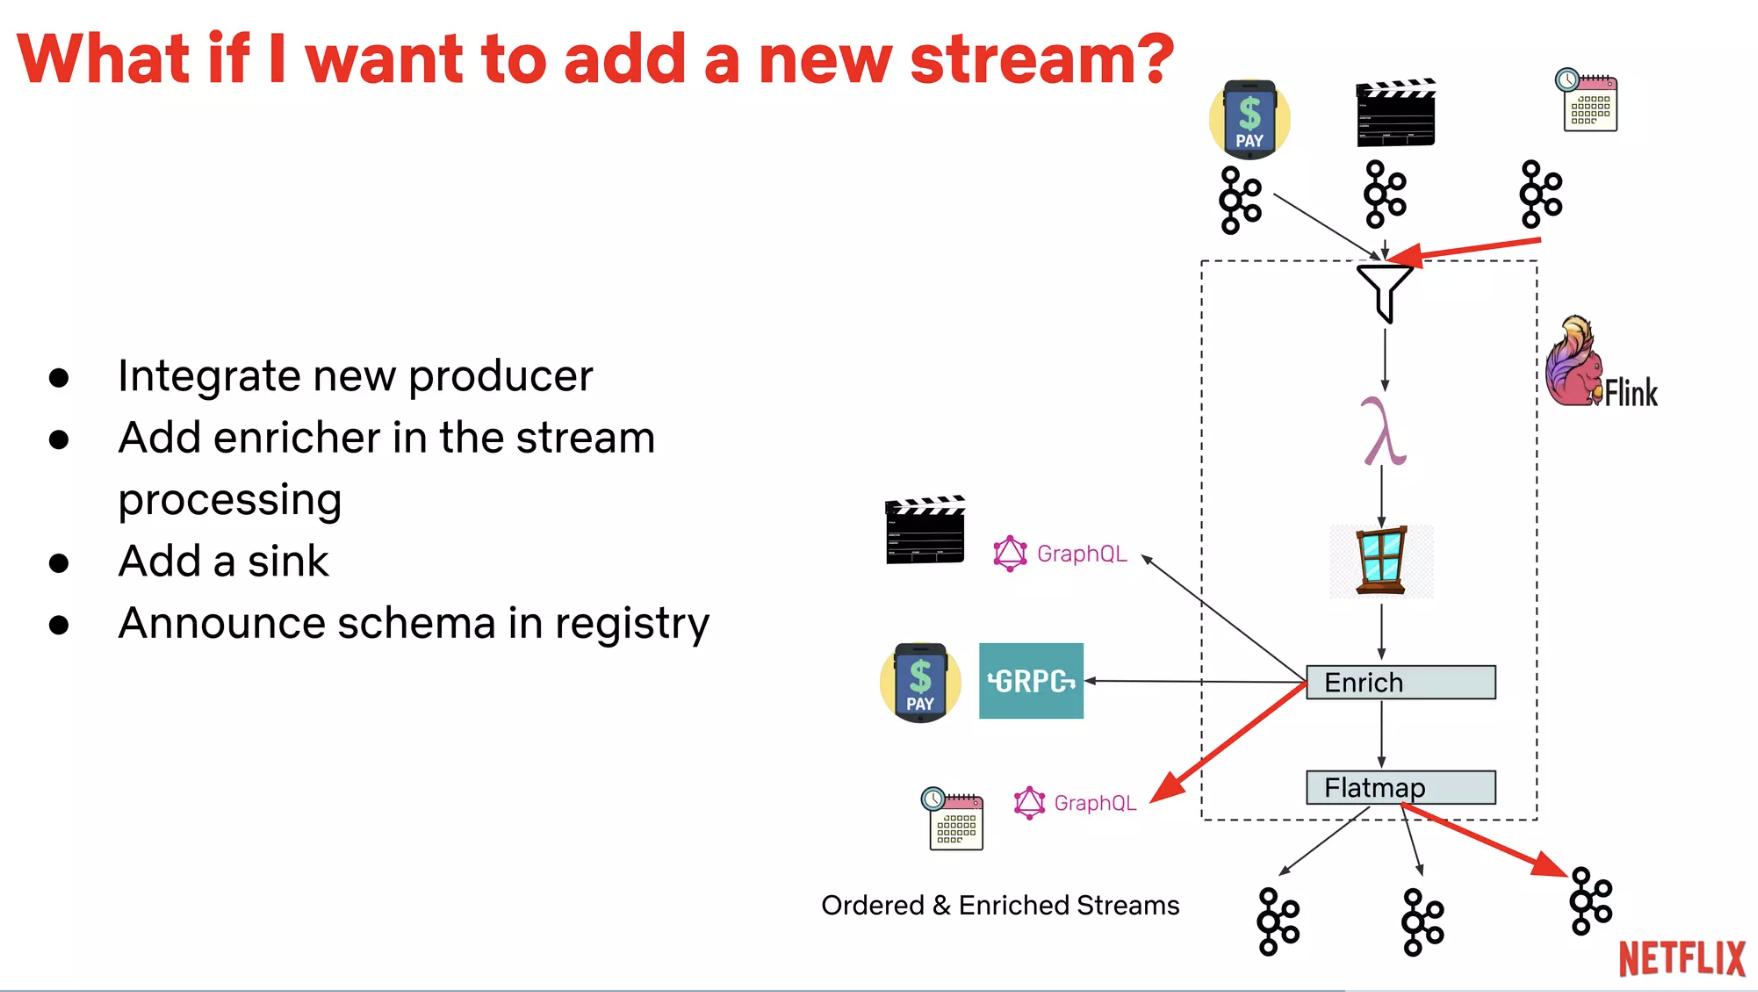 What if I want to add a new stream?
$
PAY
● Integrate new producer
● Add enricher in the stream
processing
● Add a sink
● Announce schema in registry
Flink
λ
GraphQL
$
PAY
GRPC
Enrich
GraphQL
Flatmap
Ordered & Enriched Streams
NETFLIX